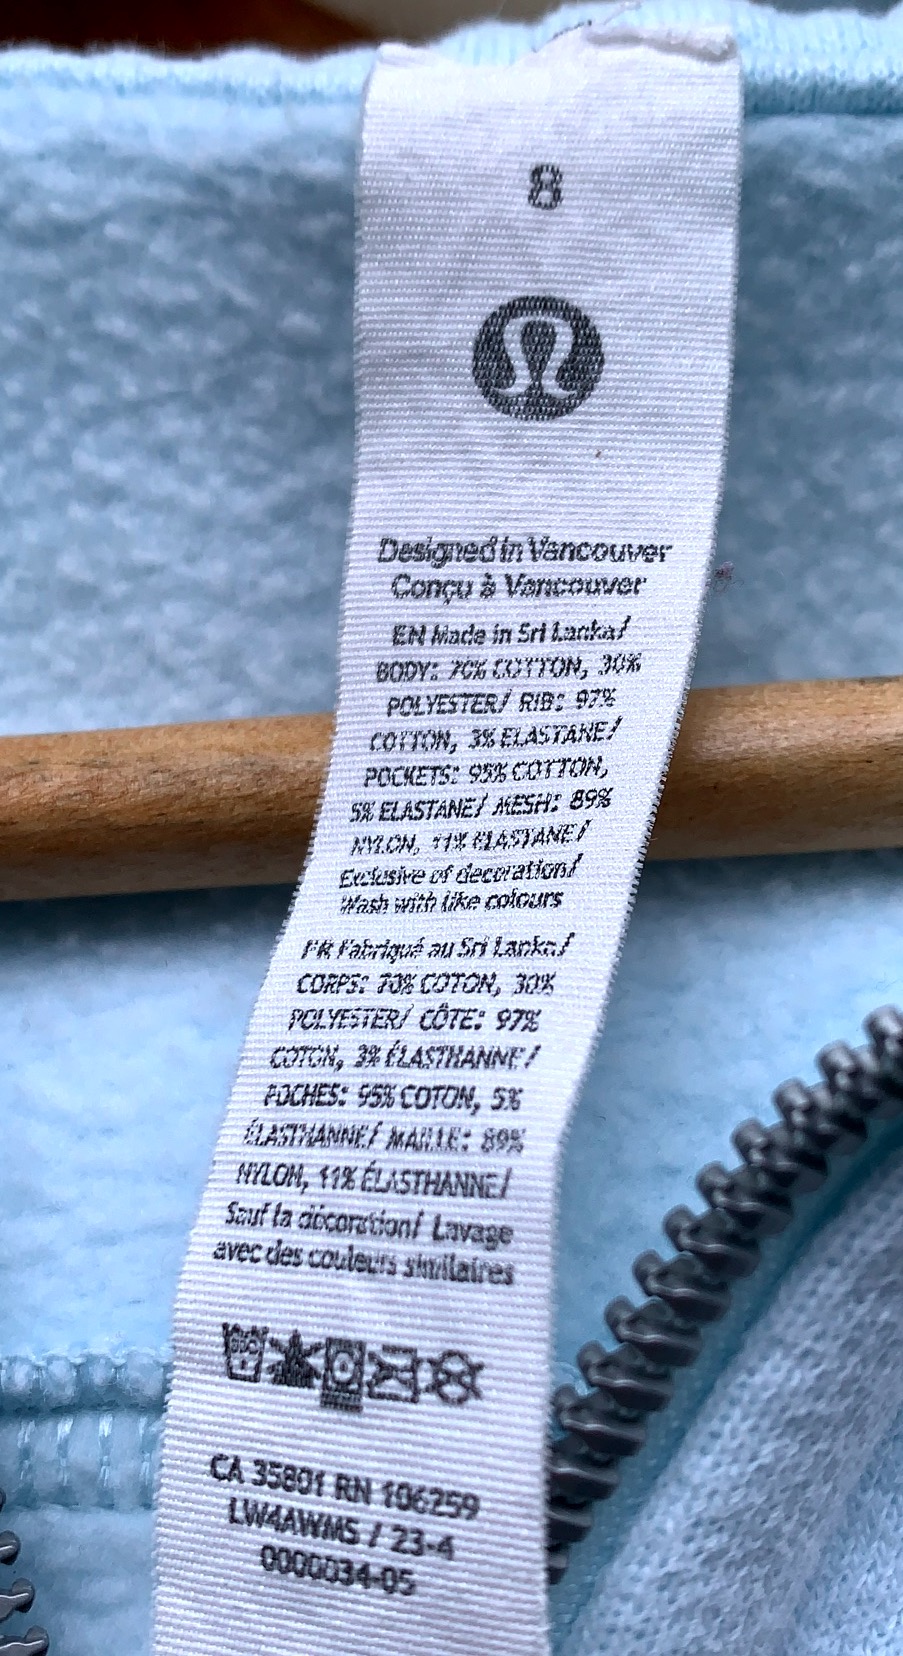 8
Designed in Vancouver
Conçu à Vancouver
EN Made in Sri Lanka/
BODY: 70% COTTON, 30%
POLYESTER/ RIB: 97%
COTTON, 3% ELASTANE/
POCKETS: 95% COTTON,
5% ELASTANE/ MESH: 89%
NYLON, 11% ELASTANE/
Exclusive of decoration/
Wash with like colours
FR Fabriqué au Sri Lanka/
CORPS: 70% COTON, 30%
POLYESTER/ CÔTE: 97%
COTON, 3% ÉLASTHANNE/
POCHES: 95% COTON, 5%
ÉLASTHANNE/ MAILLE: 89%
NYLON, 11% ÉLASTHANNE/
Sauf la décoration/ Lavage
avec des couleurs similaires
CA 35801 RN 106259
LW4AWMS / 23-4
0000034-05